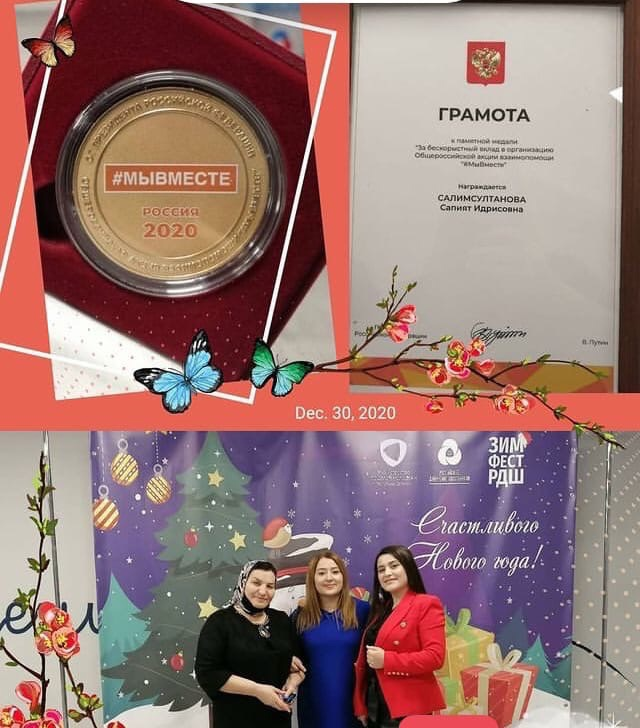 #МЫВМЕСТЕ
РОССИЯ
2020
ГРАМОТА
к памятной медали
"За бескорыстный вклад в организацию
Общероссийской акции взаимопомощи
"#МыВместе"
Награждается
САЛИМСУЛТАНОВА
Сапият Идрисовна
В. Путин
Dec. 30, 2020
ЗИМ
ФЕСТ
РДШ
Счастливого
Нового года!